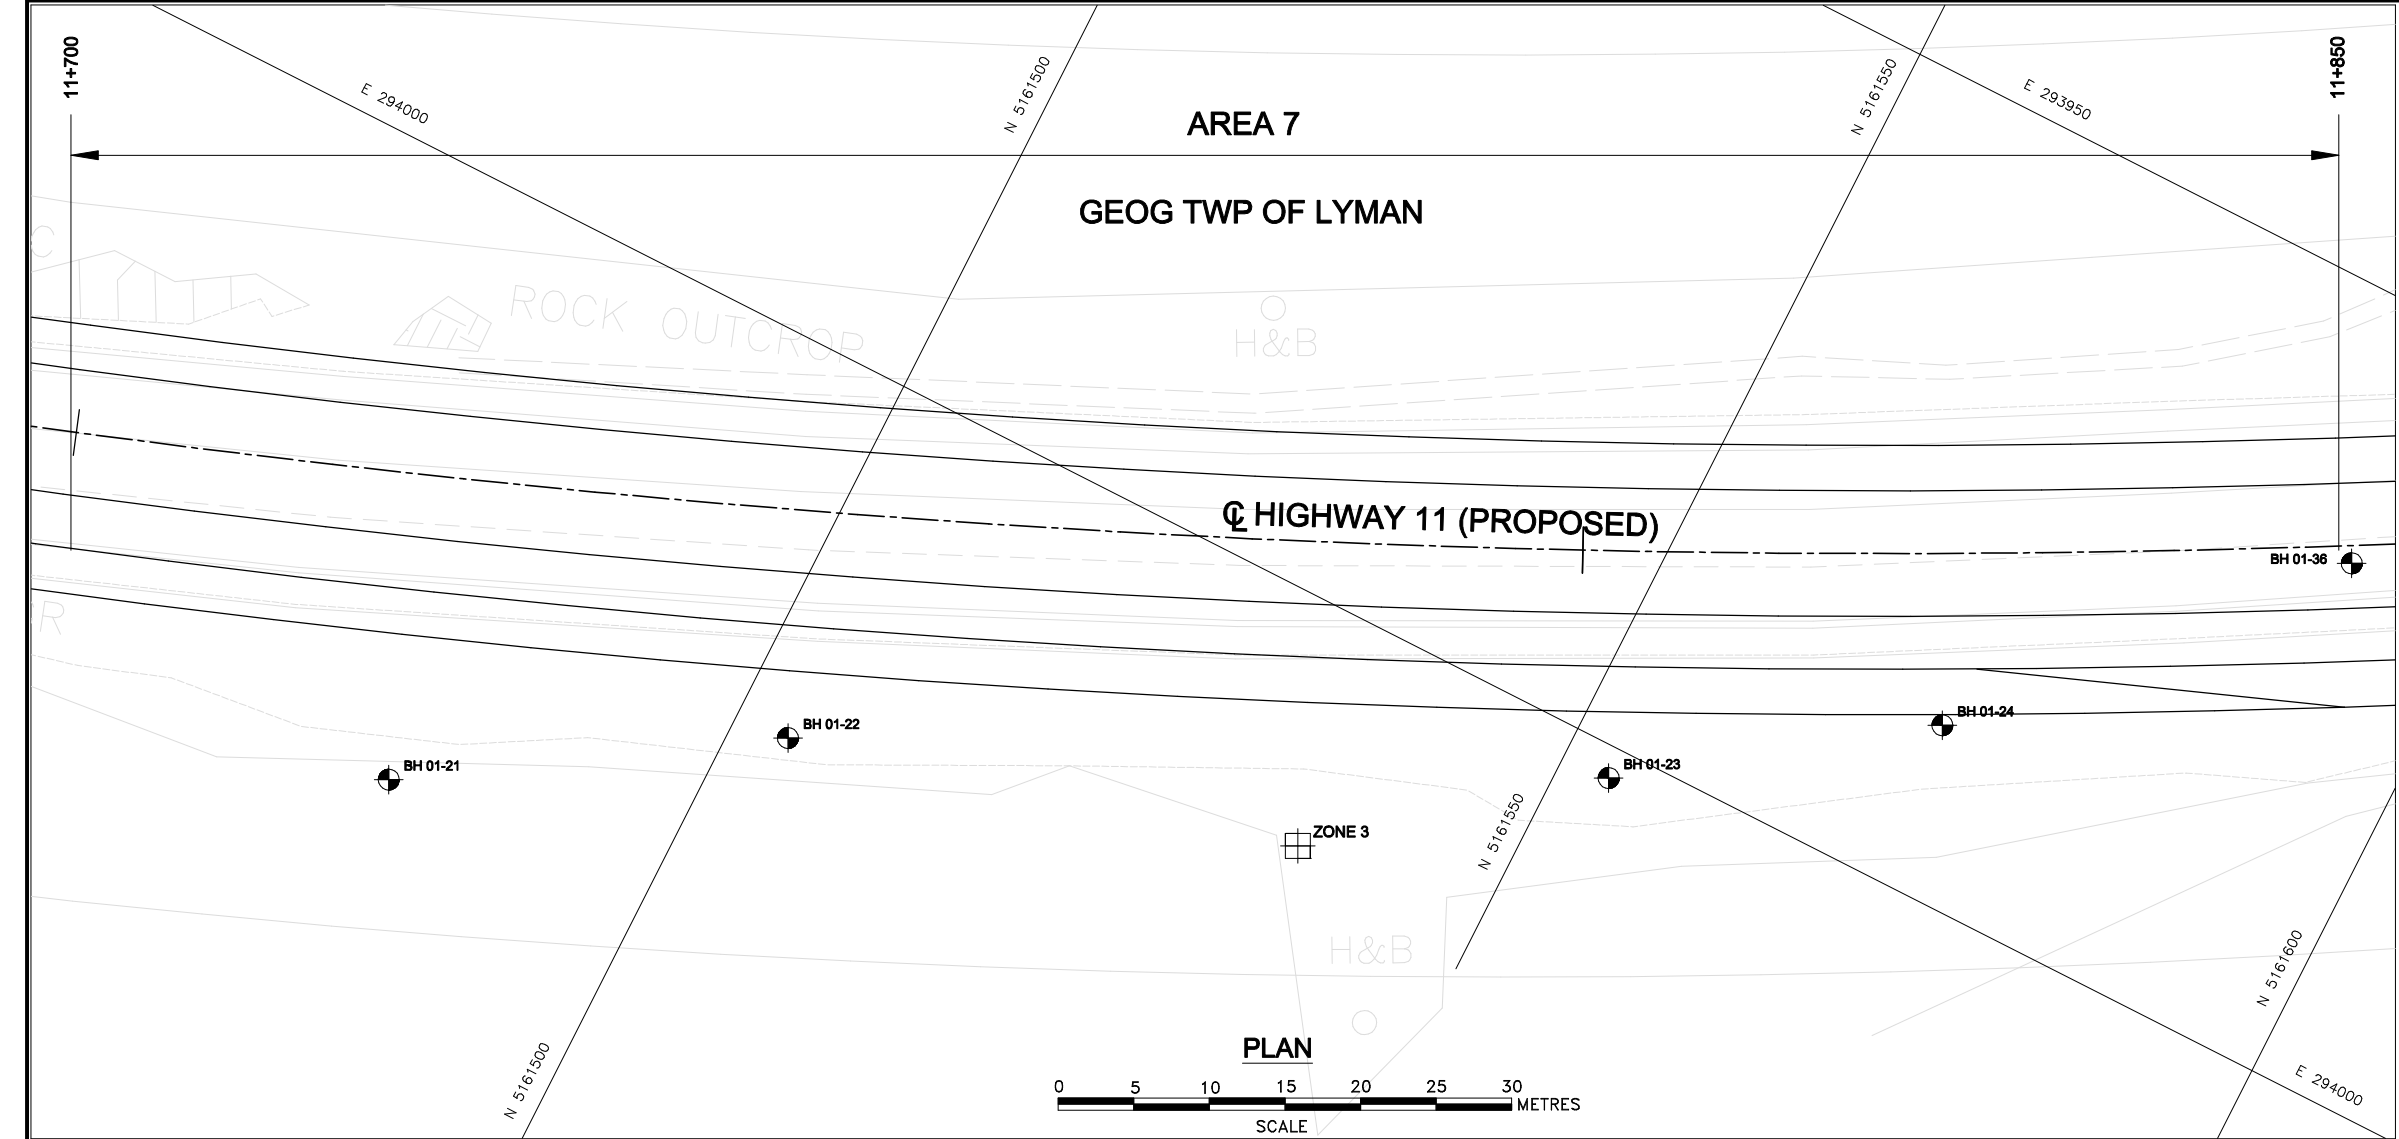 11+700
11+850
E 294000
N 5161500
N 5161550
E 293950
AREA 7
GEOG TWP OF LYMAN
C
ROCK OUTCROP
H&B
℄ HIGHWAY 11 (PROPOSED)
BH 01-36
OR
BH 01-22
BH 01-24
BH 01-21
BH 01-23
ZONE 3
N 5161550
H&B
N 5161600
N 5161500
E 294000
PLAN
0 5 10 15 20 25 30
METRES
SCALE